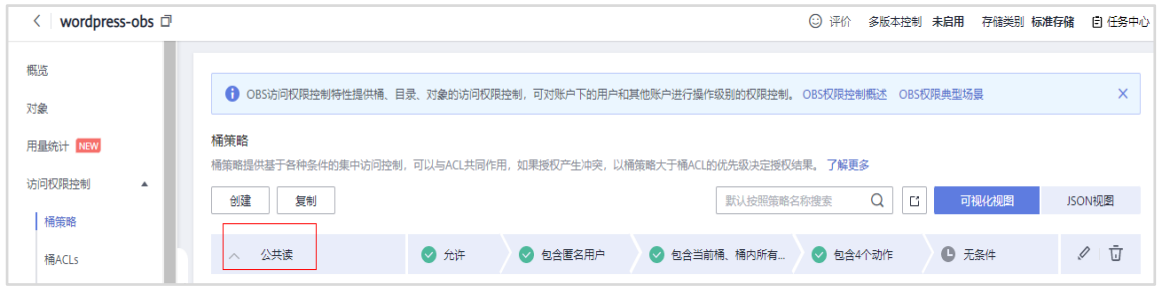 wordpress-obs 评价 多版本控制 未启用 存储类别 标准存储 任务中心
概览
对象
用量统计 NEW
访问权限控制
桶策略
桶ACLs
OBS访问权限控制特性提供桶、目录、对象的访问权限控制，可对账户下的用户和其他账户进行操作级别的权限控制。 OBS权限控制概述 OBS权限典型场景
桶策略
桶策略提供基于各种条件的集中访问控制，可以与ACL共同作用，如果授权产生冲突，以桶策略大于桶ACL的优先级决定授权结果。 了解更多
创建 复制 默认按照策略名称搜索 可视化视图 JSON视图
公共读 允许 包含匿名用户 包含当前桶、桶内所有... 包含4个动作 无条件